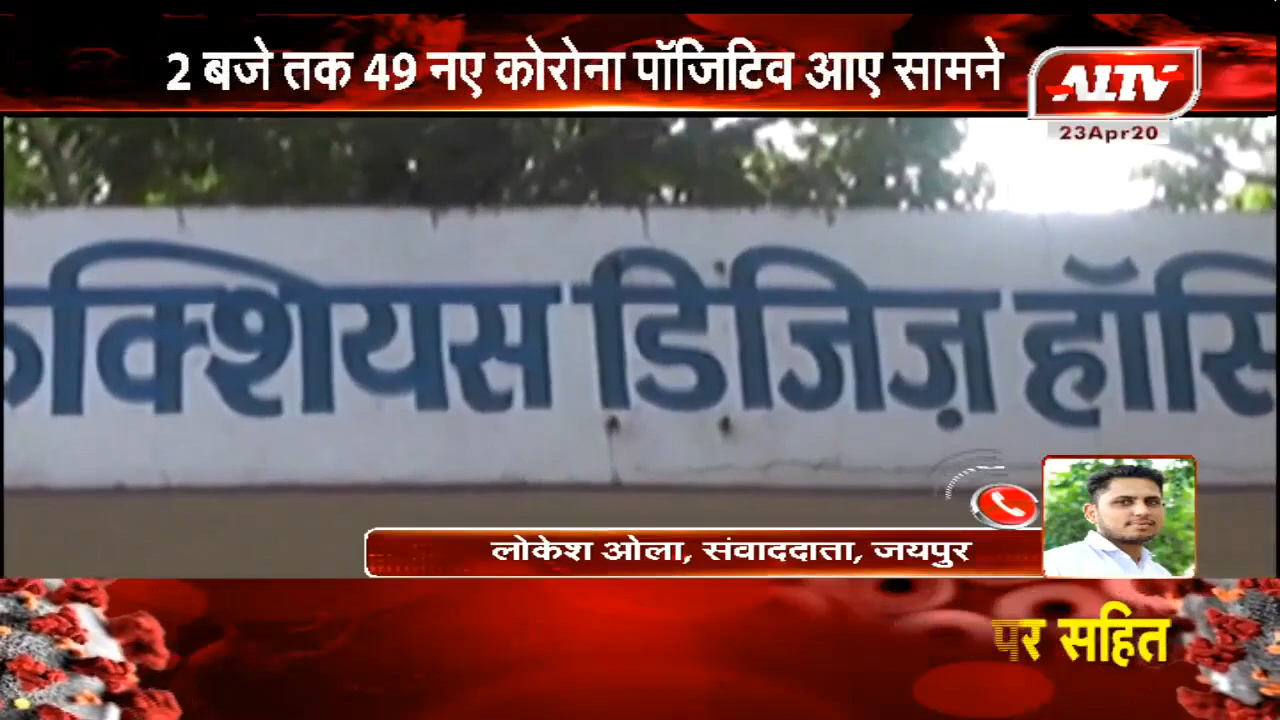 2 बजे तक 49 नए कोरोना पॉजिटिव आए सामने
ALTV
23Apr20
क्शियस डिजिज़ हॉस्पि
लोकेश ओला, संवाददाता, जयपुर
पर सहित